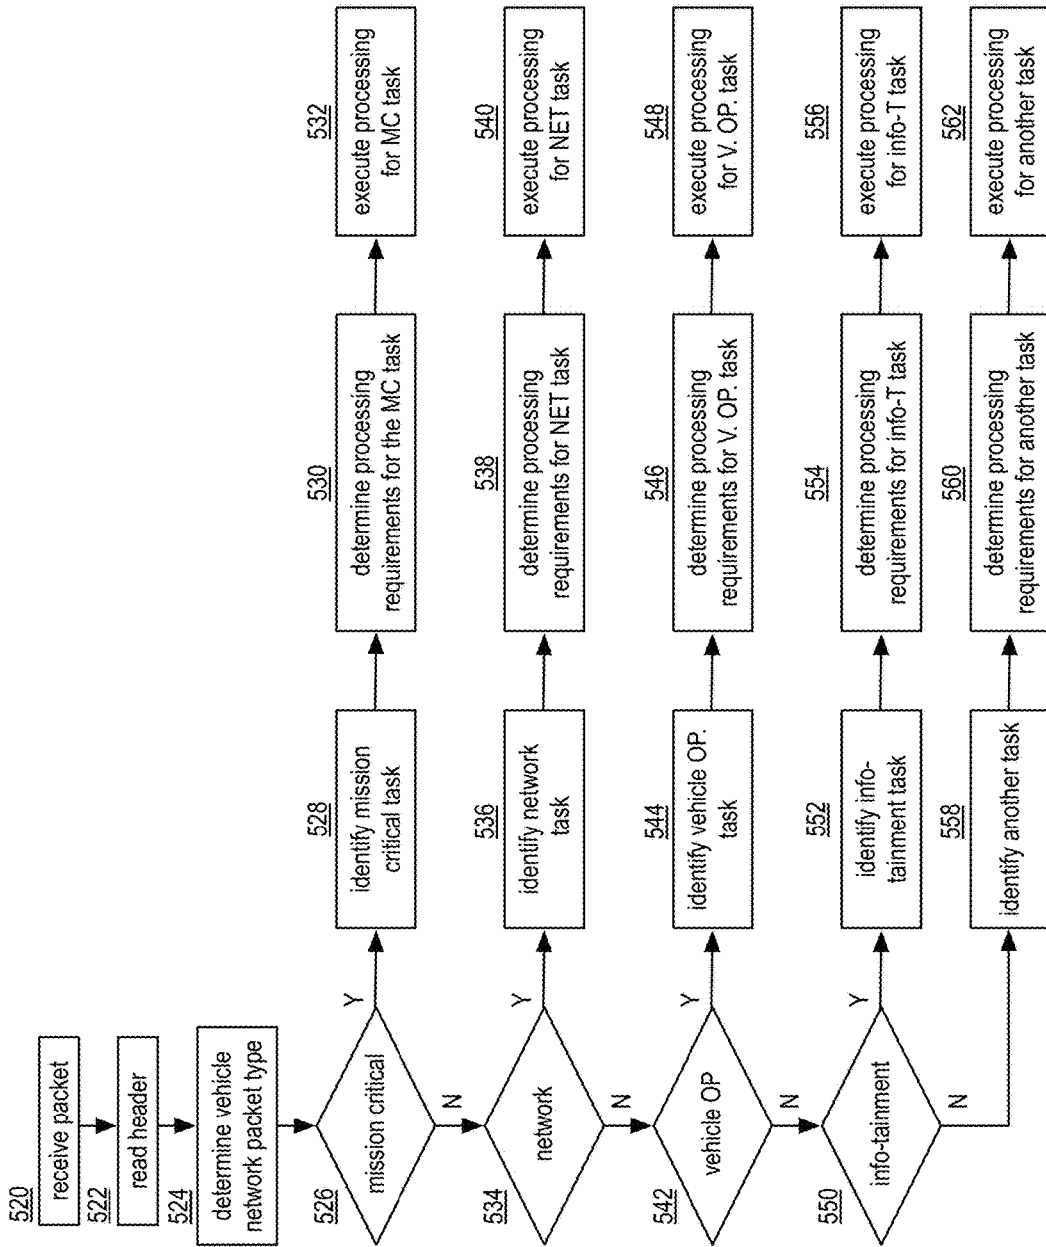 520
receive packet
522
read header
524
determine vehicle
network packet type
526
mission critical
Y
N
528
identify mission
critical task
530
determine processing
requirements for the MC task
532
execute processing
for MC task
534
network
Y
N
536
identify network
task
538
determine processing
requirements for NET task
540
execute processing
for NET task
542
vehicle OP
Y
N
544
identify vehicle OP.
task
546
determine processing
requirements for V. OP. task
548
execute processing
for V. OP. task
550
info-tainment
Y
N
552
identify info-
tainment task
554
determine processing
requirements for info-T task
556
execute processing
for info-T task
558
identify another task
560
determine processing
requirements for another task
562
execute processing
for another task